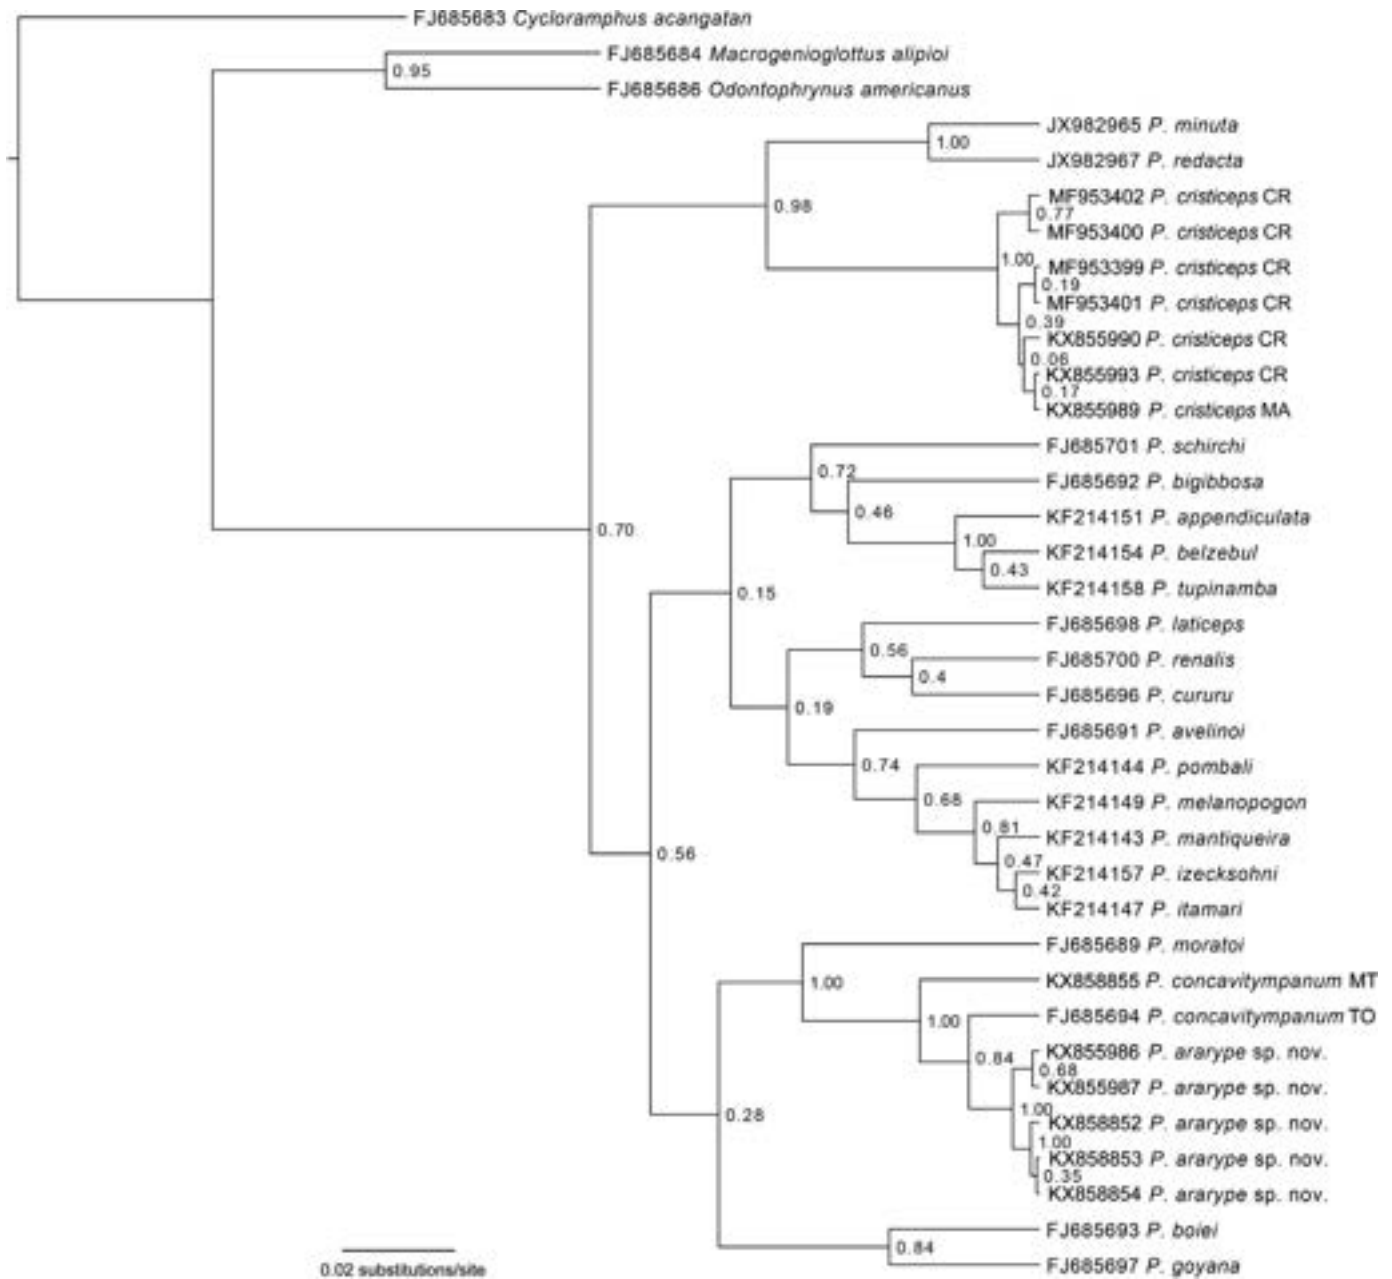 FJ685683 Cycloramphus acangatan
FJ685684 Macrogenioglottus alipioi
0.95
FJ685686 Odontophrynus americanus
JX982965 P. minuta
1.00
JX982967 P. redacta
0.98
MF953402 P. cristiceps CR
0.77
MF953400 P. cristiceps CR
1.00
MF953399 P. cristiceps CR
0.19
MF953401 P. cristiceps CR
0.39
KX855990 P. cristiceps CR
0.06
KX855993 P. cristiceps CR
0.17
KX855989 P. cristiceps MA
FJ685701 P. schirchi
0.72
FJ685692 P. bigibbosa
0.46
KF214151 P. appendiculata
0.70
1.00
KF214154 P. belzebul
0.43
KF214158 P. tupinamba
0.15
FJ685698 P. laticeps
0.56
FJ685700 P. renalis
0.4
FJ685696 P. cururu
0.19
FJ685691 P. avelinoi
0.74
KF214144 P. pombali
0.68
KF214149 P. melanopogon
0.81
KF214143 P. mantiqueira
0.56
0.47
KF214157 P. izecksohni
0.42
KF214147 P. itamari
FJ685689 P. moratoi
1.00
KX858855 P. concavitympanum MT
1.00
FJ685694 P. concavitympanum TO
0.84
KX855986 P. ararype sp. nov.
0.68
KX855987 P. ararype sp. nov.
0.28
1.00
KX858852 P. ararype sp. nov.
1.00
KX858853 P. ararype sp. nov.
0.35
KX858854 P. ararype sp. nov.
FJ685693 P. boiei
0.84
FJ685697 P. goyana
0.02 substitutions/site